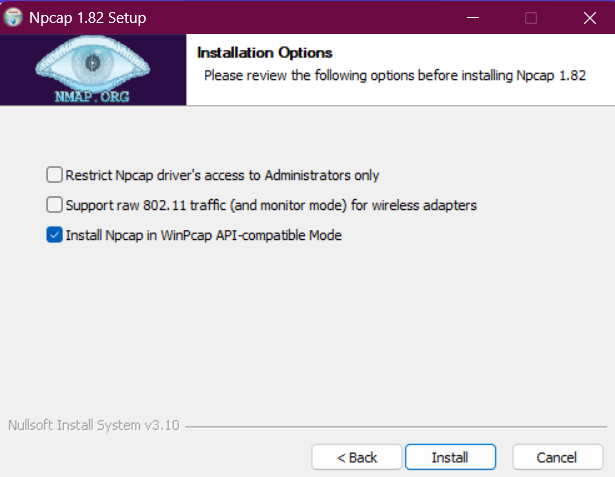 Npcap 1.82 Setup
NMAP.ORG
Installation Options
Please review the following options before installing Npcap 1.82
Restrict Npcap driver's access to Administrators only
Support raw 802.11 traffic (and monitor mode) for wireless adapters
Install Npcap in WinPcap API-compatible Mode
Nullsoft Install System v3.10
< Back
Install
Cancel